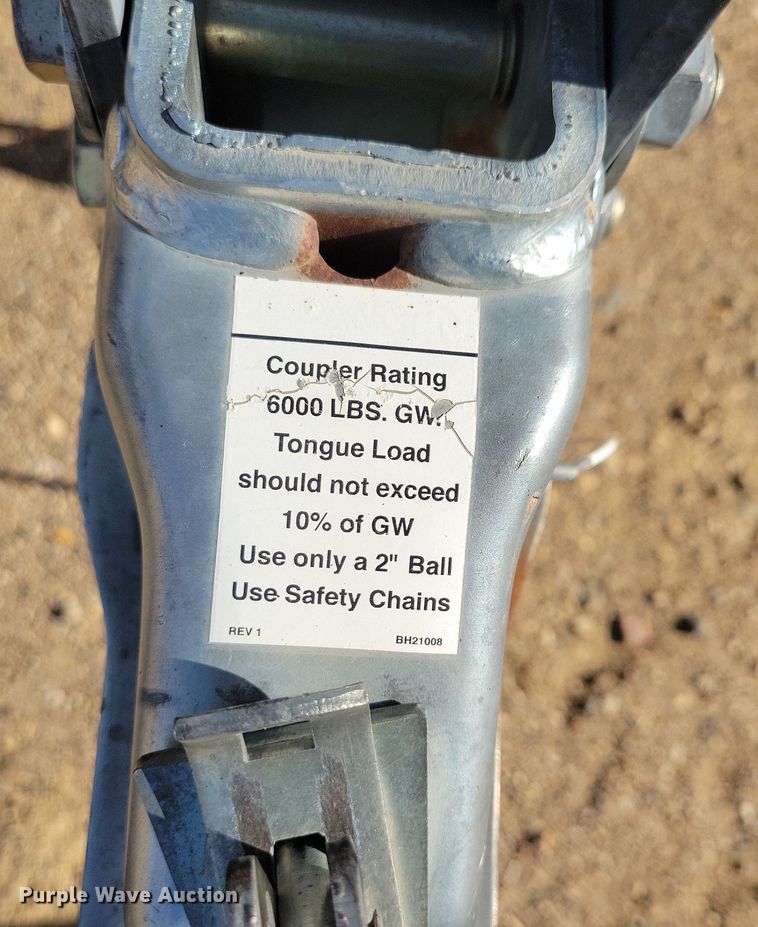 Coupler Rating
6000 LBS. GW.
Tongue Load
should not exceed
10% of GW
Use only a 2" Ball
Use Safety Chains
REV 1 BH21008
Purple Wave Auction